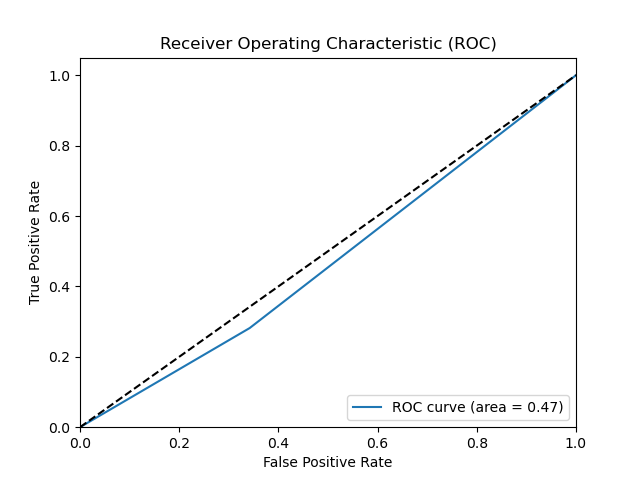 Receiver Operating Characteristic (ROC)
1.0
0.8
0.6
0.4
0.2
0.0
True Positive Rate
ROC curve (area = 0.47)
0.0 0.2 0.4 0.6 0.8 1.0
False Positive Rate